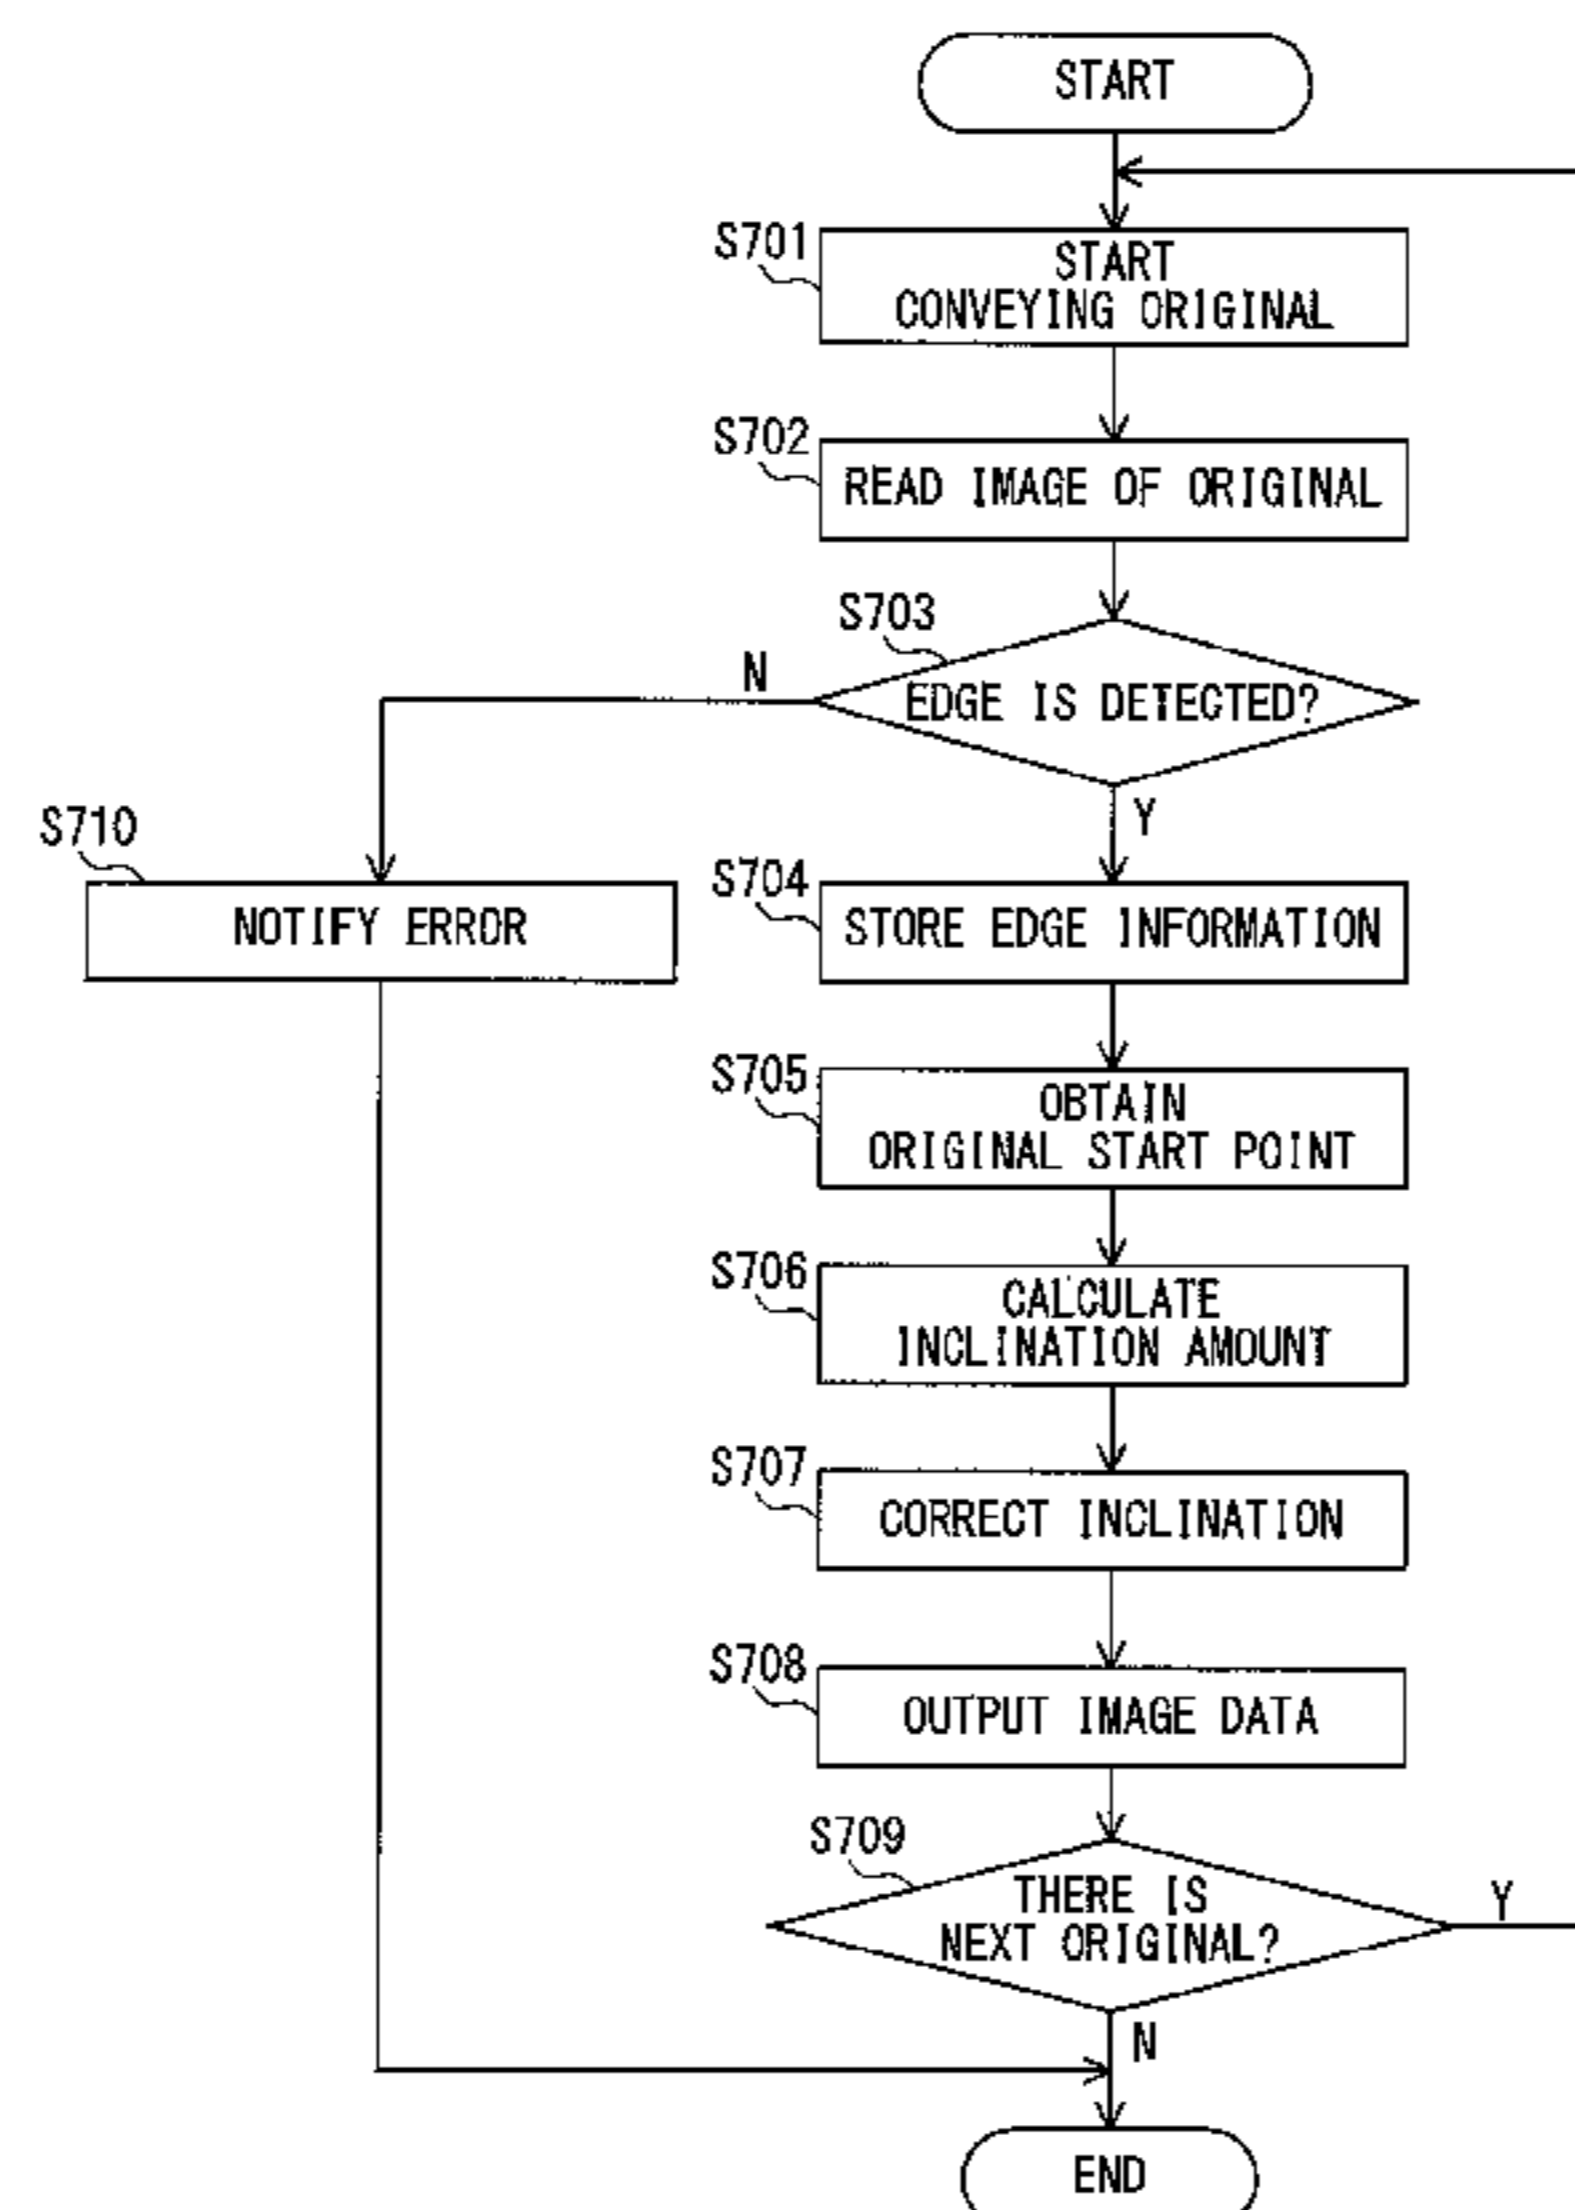 START
S701
START
CONVEYING ORIGINAL
S702
READ IMAGE OF ORIGINAL
S703
N
EDGE IS DETECTED?
Y
S710
NOTIFY ERROR
S704
STORE EDGE INFORMATION
S705
OBTAIN
ORIGINAL START POINT
S706
CALCULATE
INCLINATION AMOUNT
S707
CORRECT INCLINATION
S708
OUTPUT IMAGE DATA
S709
THERE IS
NEXT ORIGINAL?
Y
N
END